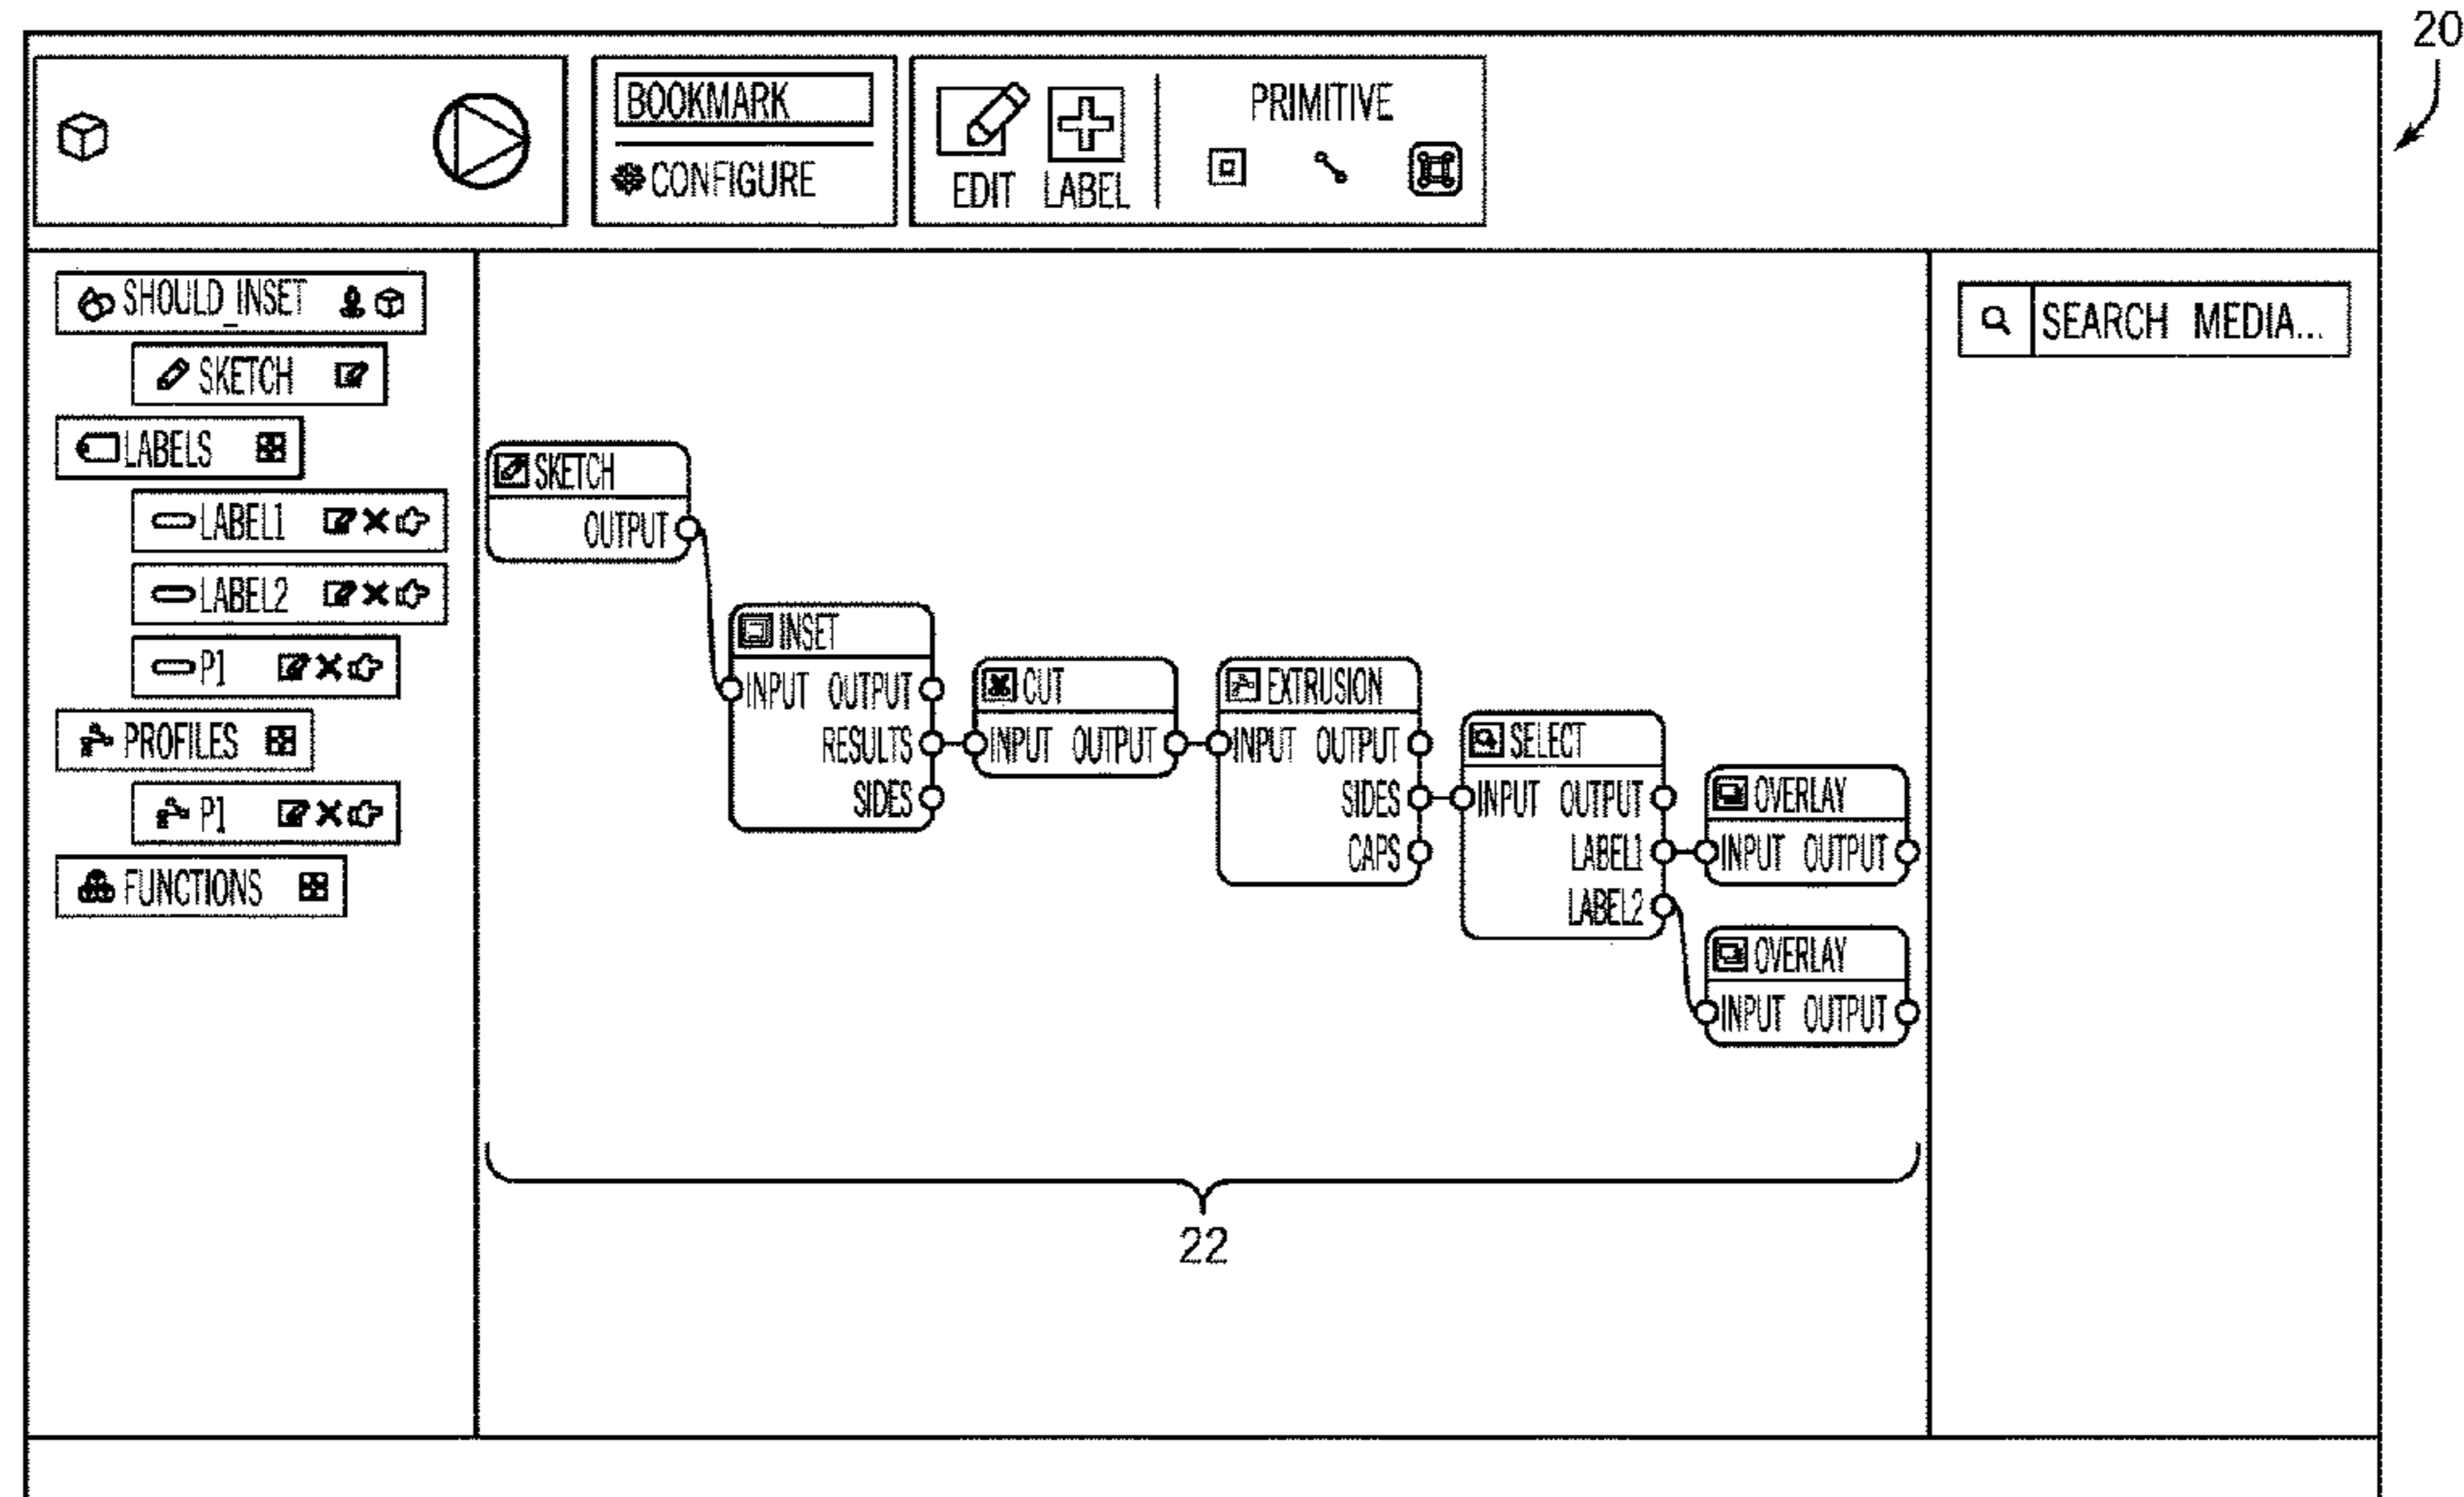 20
BOOKMARK
CONFIGURE
EDIT LABEL
PRIMITIVE
SHOULD_INSET
SKETCH
LABELS
LABEL1
LABEL2
P1
PROFILES
P1
FUNCTIONS
SKETCH
OUTPUT
INSET
INPUT OUTPUT
RESULTS
SIDES
CUT
INPUT OUTPUT
EXTRUSION
INPUT OUTPUT
SIDES
CAPS
SELECT
INPUT OUTPUT
LABEL1
LABEL2
OVERLAY
INPUT OUTPUT
OVERLAY
INPUT OUTPUT
SEARCH MEDIA...
22